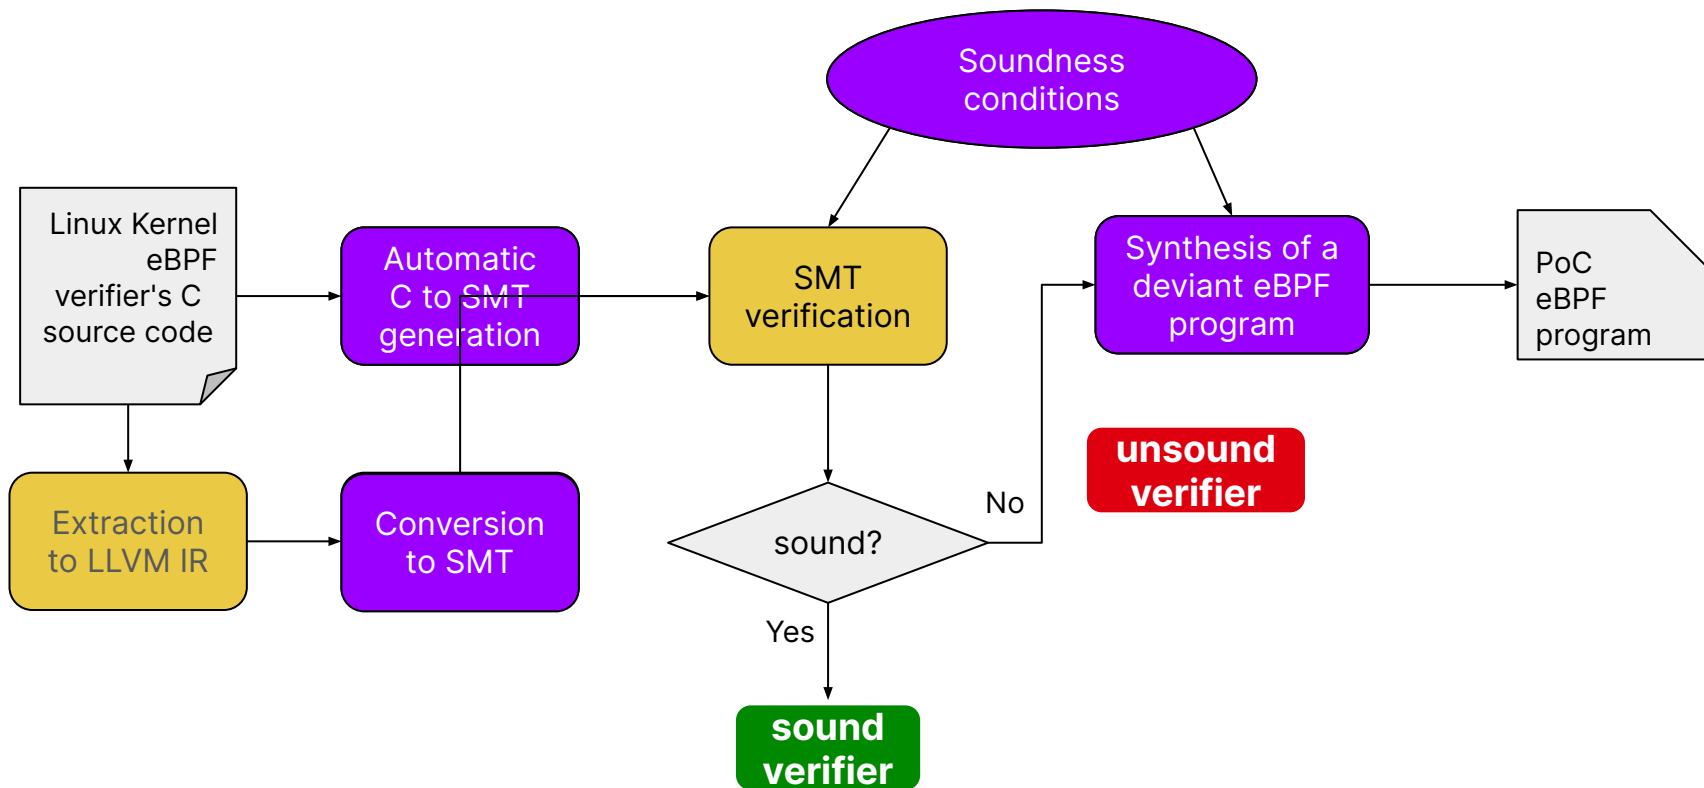 Soundness
conditions
Linux Kernel
eBPF
verifier's C
source code
Automatic
C to SMT
generation
SMT
verification
Synthesis of a
deviant eBPF
program
PoC
eBPF
program
Extraction
to LLVM IR
Conversion
to SMT
sound?
No
unsound
verifier
Yes
sound
verifier